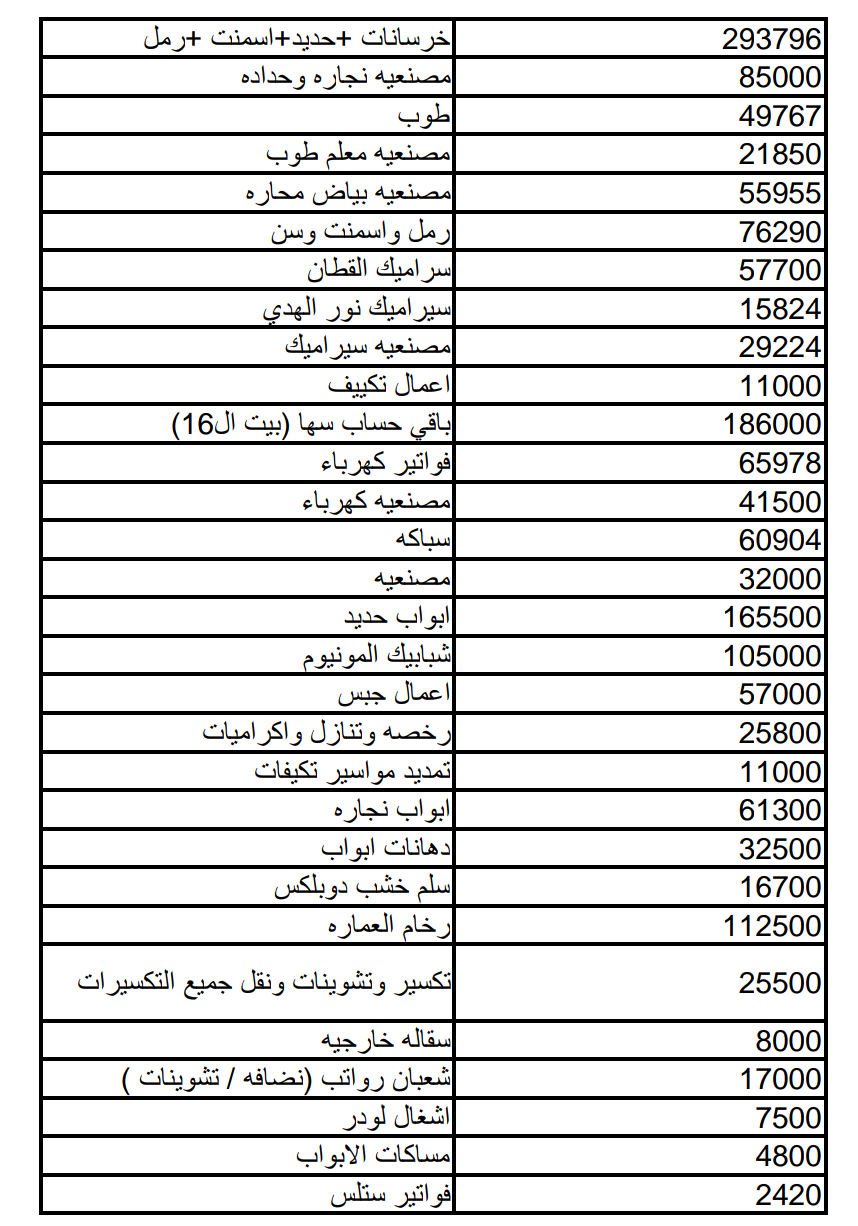 خرسانات +حديد+اسمنت +رمل 293796
مصنعيه نجاره وحداده 85000
طوب 49767
مصنعيه معلم طوب 21850
مصنعيه بياض محاره 55955
رمل واسمنت وسن 76290
سراميك القطان 57700
سيراميك نور الهدي 15824
مصنعيه سيراميك 29224
اعمال تكييف 11000
باقي حساب سها (بيت ال16) 186000
فواتير كهرباء 65978
مصنعيه كهرباء 41500
سباكه 60904
مصنعيه 32000
ابواب حديد 165500
شبابيك المونيوم 105000
اعمال جبس 57000
رخصه وتنازل واكراميات 25800
تمديد مواسير تكيفات 11000
ابواب نجاره 61300
دهانات ابواب 32500
سلم خشب دوبلكس 16700
رخام العماره 112500
تكسير وتشوينات ونقل جميع التكسيرات 25500
سقاله خارجيه 8000
شعبان رواتب (نضافه / تشوينات ) 17000
اشغال لودر 7500
مساكات الابواب 4800
فواتير ستلس 2420